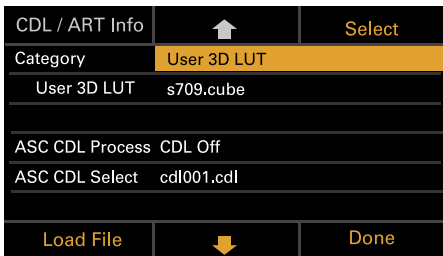 CDL / ART Info Select
Category User 3D LUT
User 3D LUT s709.cube
ASC CDL Process CDL Off
ASC CDL Select cdl001.cdl
Load File Done